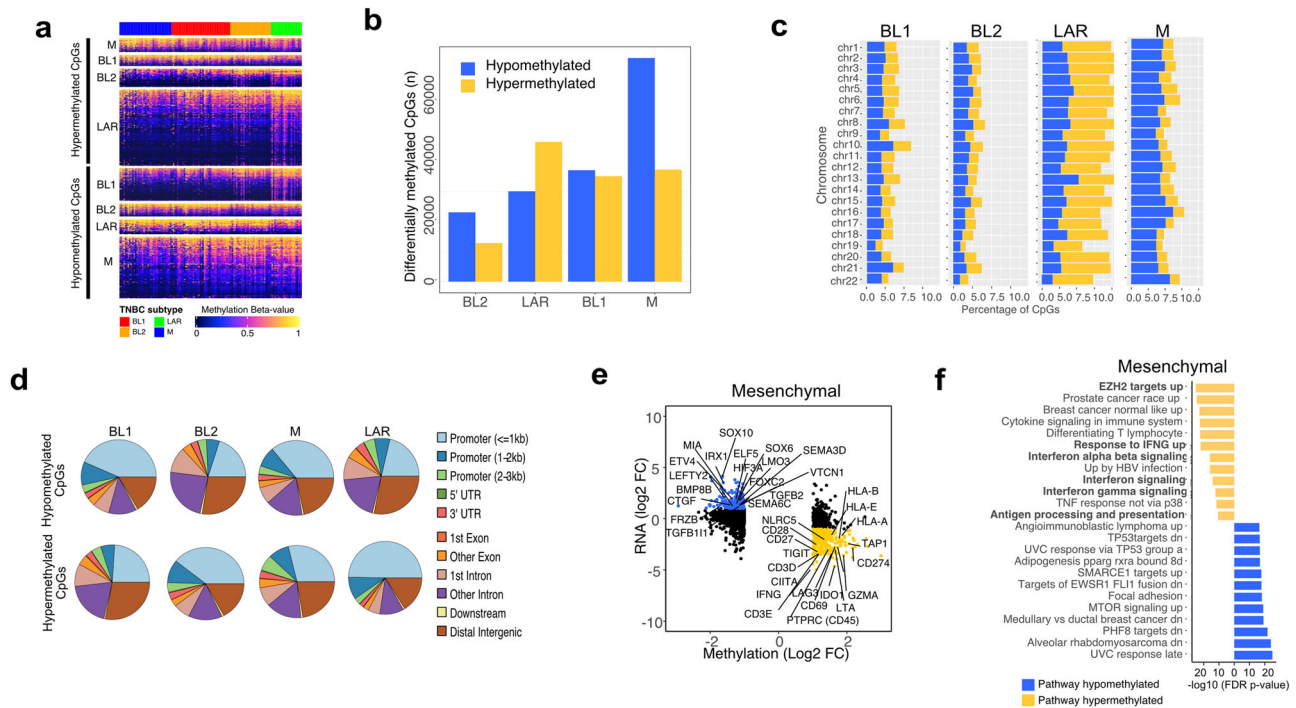 a
Hypermethylated CpGs
M
BL1
BL2
LAR
Hypomethylated CpGs
BL1
BL2
LAR
M
TNBC subtype
BL1
LAR
BL2
M
Methylation Beta-value
0
0.5
1
b
Differentially methylated CpGs (n)
60000
40000
20000
0
Hypomethylated
Hypermethylated
BL2
LAR
BL1
M
c
BL1
BL2
LAR
M
Chromosome
chr1
chr2
chr3
chr4
chr5
chr6
chr7
chr8
chr9
chr10
chr11
chr12
chr13
chr14
chr15
chr16
chr17
chr18
chr19
chr20
chr21
chr22
0.0 2.5 5.0 7.5 10.0
0.0 2.5 5.0 7.5 10.0
0.0 2.5 5.0 7.5 10.0
0.0 2.5 5.0 7.5 10.0
Percentage of CpGs
d
BL1
BL2
M
LAR
Hypomethylated
CpGs
Hypermethylated
CpGs
Promoter (<=1kb)
Promoter (1-2kb)
Promoter (2-3kb)
5' UTR
3' UTR
1st Exon
Other Exon
1st Intron
Other Intron
Downstream
Distal Intergenic
e
Mesenchymal
RNA (log2 FC)
10
5
0
-5
-10
-2
0
2
Methylation (Log2 FC)
SOX10
MIA
IRX1
ELF5
SOX6
SEMA3D
ETV4
HIF3A
LMO3
VTCN1
LEFTY2
FOXC2
BMP8B
TGFB2
CTGF
SEMA6C
HLA-B
HLA-E
FRZB
NLRC5
HLA-A
TGFB1I1
CD28
CD27
TAP1
TIGIT
CD274
CD3D
CIITA
IFNG
LAG3
IDO1
GZMA
CD69
LTA
CD3E
PTPRC (CD45)
f
Mesenchymal
EZH2 targets up
Prostate cancer race up
Breast cancer normal like up
Cytokine signaling in immune system
Differentiating T lymphocyte
Response to IFNG up
Interferon alpha beta signaling
Up by HBV infection
Interferon signaling
Interferon gamma signaling
TNF response not via p38
Antigen processing and presentation
Angioimmunoblastic lymphoma up
TP53targets dn
UVC response via TP53 group a
Adipogenesis pparg rxra bound 8d
SMARCE1 targets up
Targets of EWSR1 FLI1 fusion dn
Focal adhesion
MTOR signaling up
Medullary vs ductal breast cancer dn
PHF8 targets dn
Alveolar rhabdomyosarcoma dn
UVC response late
20 10 0 10 20
-log10 (FDR p-value)
Pathway hypomethylated
Pathway hypermethylated